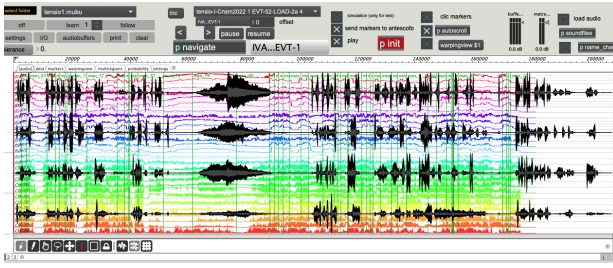 select folder tensio1.mubu
off learn 1 follow
settings I/O audiobuffers print clear
tolerance 0.
inc tensio-I-Cram2022 1 EVT-52-LOAD-2a 4
IVA,...EVT-1 0 offset
< > pause resume
p navigate IVA...EVT-1
simulation (only for test)
send markers to antescofo
play p init
clic markers
p autoscroll
warpingview $1
buffe... metro...
0.0 dB 0.0 dB
load audio
p soundfiles
p name_chan
20000 40000 60000 80000 100000 120000 140000 160000 180000 200000
audio data markers warpingview multiregions probability settings
2 1